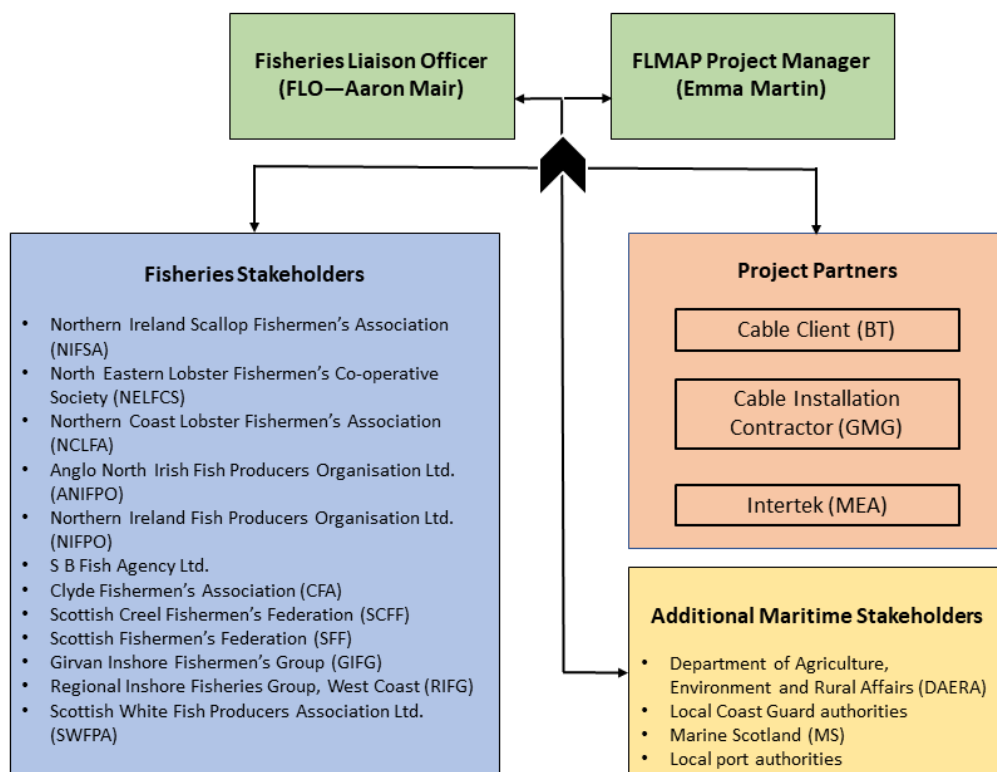 Fisheries Liaison Officer
(FLO—Aaron Mair)
FLMAP Project Manager
(Emma Martin)
Fisheries Stakeholders
• Northern Ireland Scallop Fishermen's Association
(NIFSA)
• North Eastern Lobster Fishermen's Co-operative
Society (NELFCS)
• Northern Coast Lobster Fishermen's Association
(NCLFA)
• Anglo North Irish Fish Producers Organisation Ltd.
(ANIFPO)
• Northern Ireland Fish Producers Organisation Ltd.
(NIFPO)
• S B Fish Agency Ltd.
• Clyde Fishermen's Association (CFA)
• Scottish Creel Fishermen's Federation (SCFF)
• Scottish Fishermen's Federation (SFF)
• Girvan Inshore Fishermen's Group (GIFG)
• Regional Inshore Fisheries Group, West Coast (RIFG)
• Scottish White Fish Producers Association Ltd.
(SWFPA)
Project Partners
Cable Client (BT)
Cable Installation
Contractor (GMG)
Intertek (MEA)
Additional Maritime Stakeholders
• Department of Agriculture,
Environment and Rural Affairs (DAERA)
• Local Coast Guard authorities
• Marine Scotland (MS)
• Local port authorities